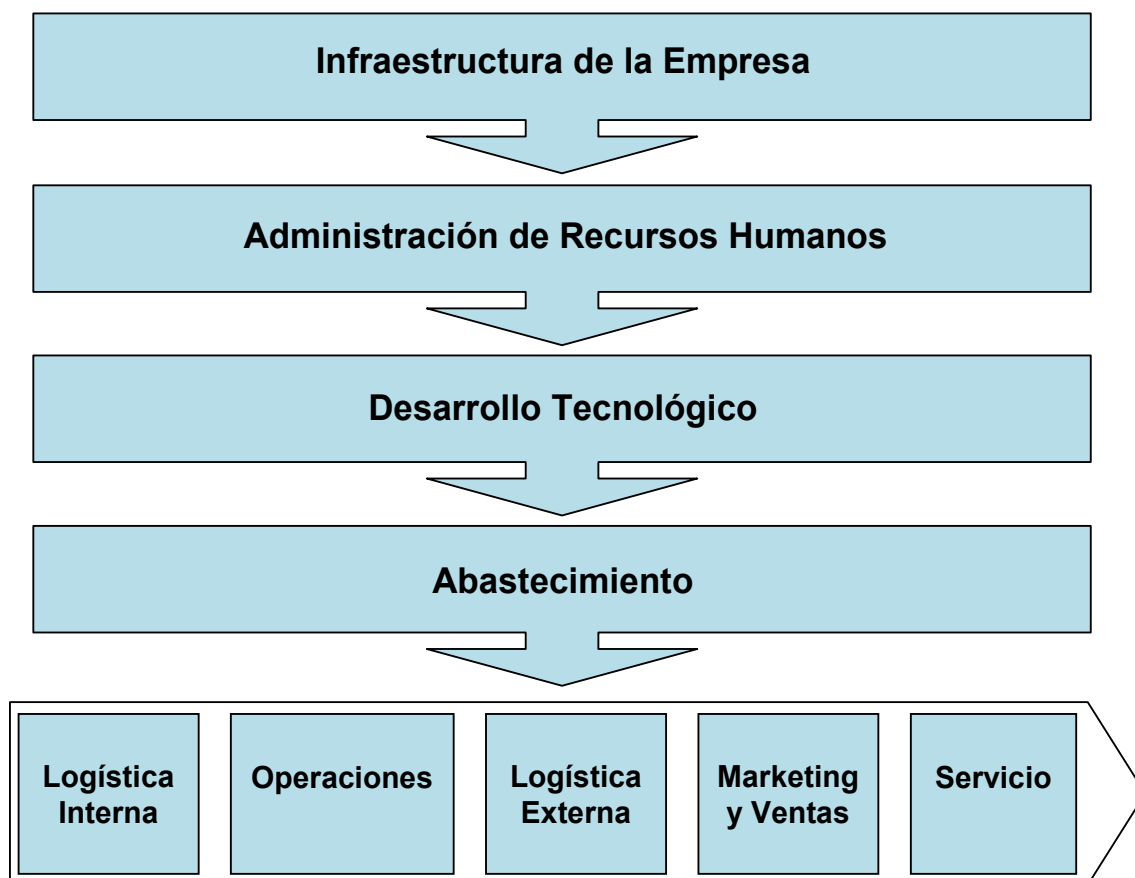 Infraestructura de la Empresa
Administración de Recursos Humanos
Desarrollo Tecnológico
Abastecimiento
Logística
Interna
Operaciones
Logística
Externa
Marketing
y Ventas
Servicio